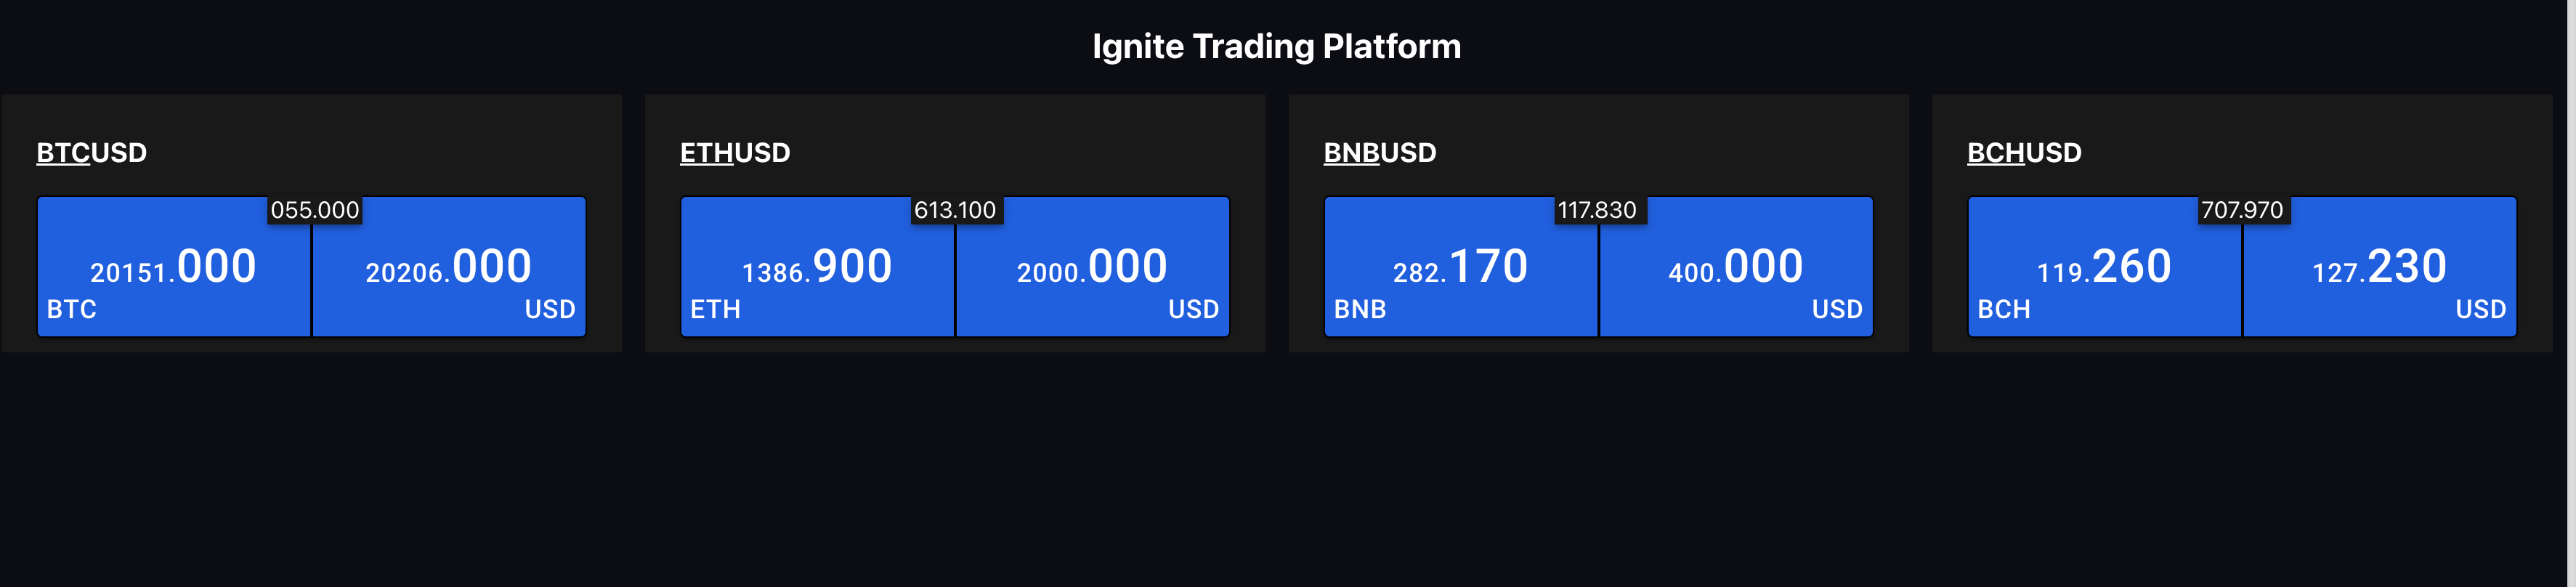 Ignite Trading Platform
BTCUSD
055.000
20151.000
20206.000
BTC
USD
ETHUSD
613.100
1386.900
2000.000
ETH
USD
BNBUSD
117.830
282.170
400.000
BNB
USD
BCHUSD
707.970
119.260
127.230
BCH
USD